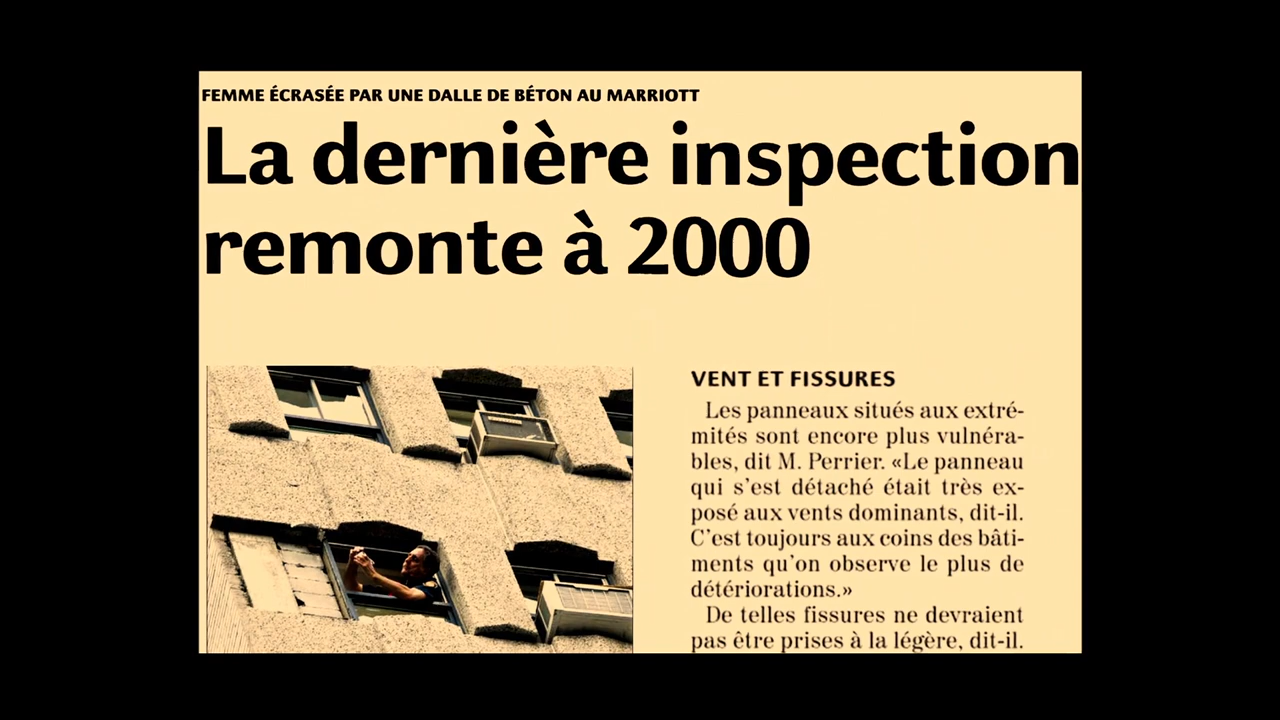 FEMME ÉCRASÉE PAR UNE DALLE DE BÉTON AU MARRIOTT
La dernière inspection
remonte à 2000
VENT ET FISSURES
Les panneaux situés aux extré-
mités sont encore plus vulnéra-
bles, dit M. Perrier. «Le panneau
qui s'est détaché était très ex-
posé aux vents dominants, dit-il.
C'est toujours aux coins des bâti-
ments qu'on observe le plus de
détériorations.»
De telles fissures ne devraient
pas être prises à la légère, dit-il.